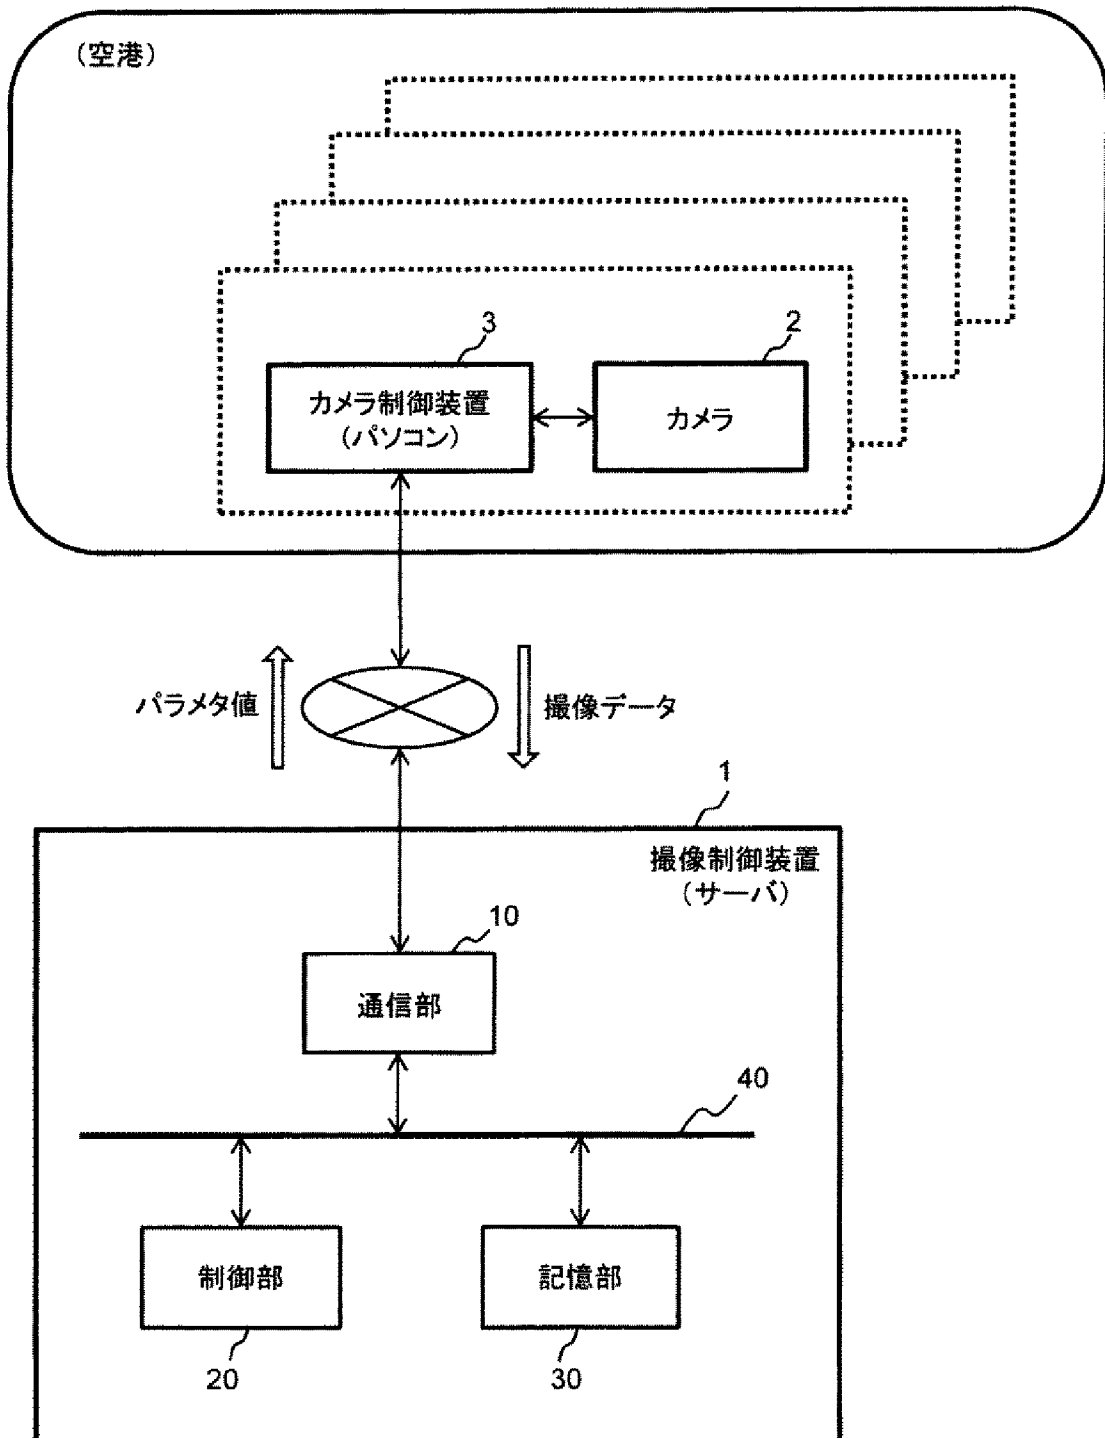 (空港)
3
2
カメラ制御装置
(パソコン)
カメラ
パラメタ値
撮像データ
1
撮像制御装置
(サーバ)
10
通信部
40
制御部
記憶部
20
30